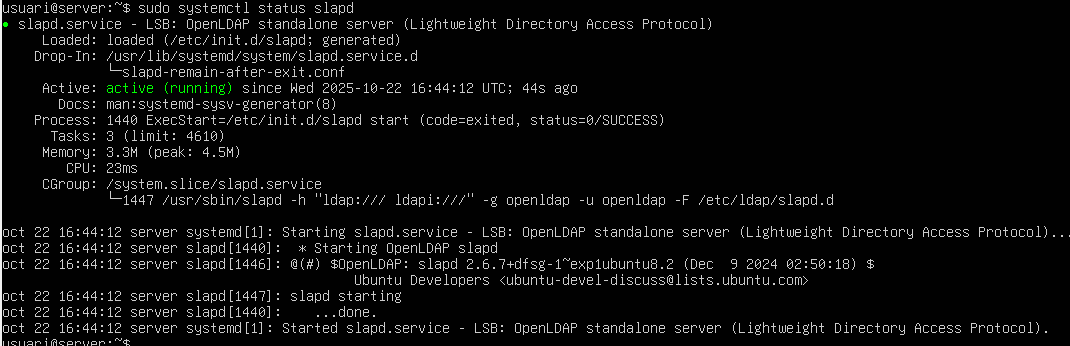 usuari@server:~$ sudo systemctl status slapd
● slapd.service - LSB: OpenLDAP standalone server (Lightweight Directory Access Protocol)
     Loaded: loaded (/etc/init.d/slapd; generated)
    Drop-In: /usr/lib/systemd/system/slapd.service.d
             └─slapd-remain-after-exit.conf
     Active: active (running) since Wed 2025-10-22 16:44:12 UTC; 44s ago
       Docs: man:systemd-sysv-generator(8)
    Process: 1440 ExecStart=/etc/init.d/slapd start (code=exited, status=0/SUCCESS)
      Tasks: 3 (limit: 4610)
     Memory: 3.3M (peak: 4.5M)
        CPU: 23ms
     CGroup: /system.slice/slapd.service
             └─1447 /usr/sbin/slapd -h "ldap:/// ldapi:///" -g openldap -u openldap -F /etc/ldap/slapd.d
oct 22 16:44:12 server systemd[1]: Starting slapd.service - LSB: OpenLDAP standalone server (Lightweight Directory Access Protocol)...
oct 22 16:44:12 server slapd[1440]:  * Starting OpenLDAP slapd
oct 22 16:44:12 server slapd[1446]: @(#) $OpenLDAP: slapd 2.6.7+dfsg-1~exp1ubuntu8.2 (Dec  9 2024 02:50:18) $
                                            Ubuntu Developers <ubuntu-devel-discuss@lists.ubuntu.com>
oct 22 16:44:12 server slapd[1447]: slapd starting
oct 22 16:44:12 server slapd[1440]:    ...done.
oct 22 16:44:12 server systemd[1]: Started slapd.service - LSB: OpenLDAP standalone server (Lightweight Directory Access Protocol).
usuari@server:~$